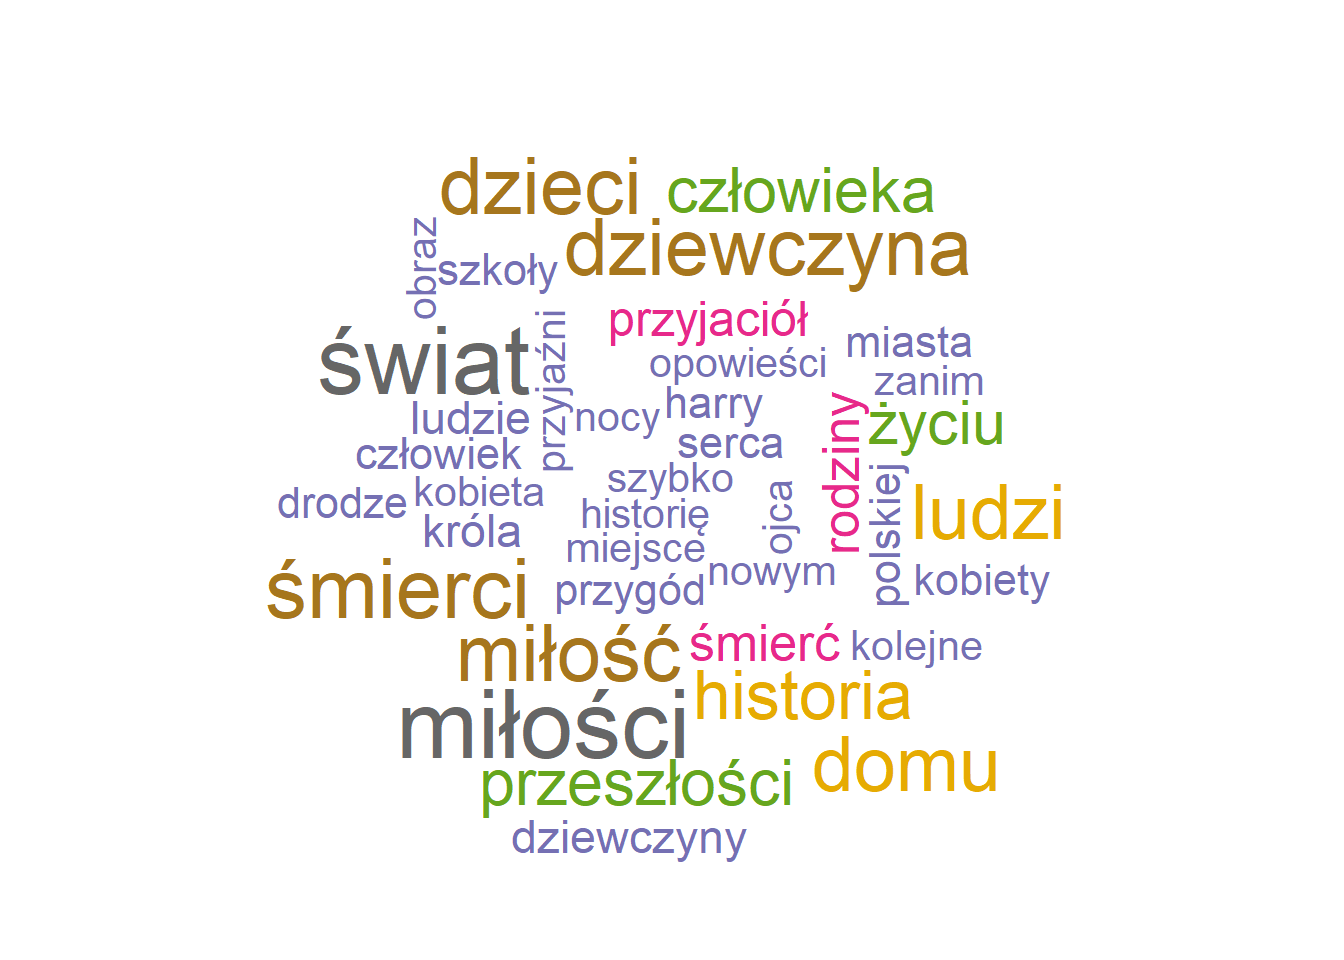 dzieci
człowieka
dziewczyna
obraz
szkoły
przyjaciół
świat
przyjaźni
opowieści
miasta
zanim
ludzie
nocy
harry
życiu
człowiek
serca
rodziny
drodze
kobieta
szybko
ojca
polskiej
ludzi
króla
historię
miejsce
śmierci
przygód
nowym
kobiety
miłość
śmierć
kolejne
miłości
historia
przeszłości
domu
dziewczyny